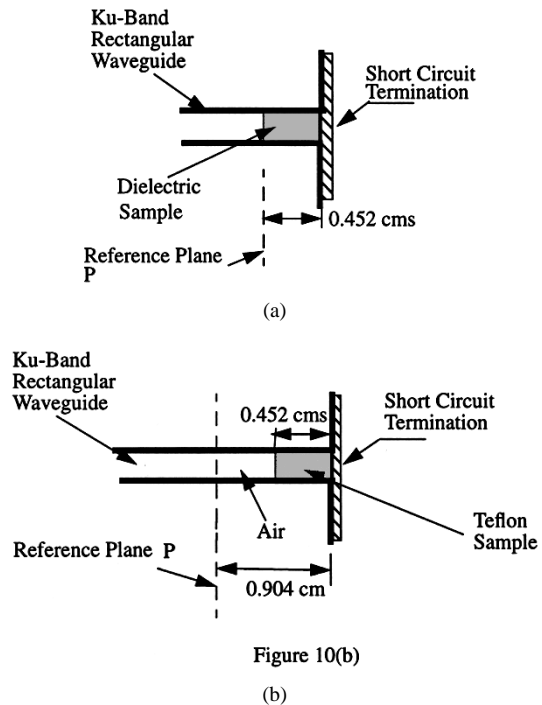 Ku-Band
Rectangular
Waveguide
Short Circuit
Termination
Dielectric
Sample
0.452 cms
Reference Plane
P
(a)
Ku-Band
Rectangular
Waveguide
0.452 cms
Short Circuit
Termination
Air
Teflon
Sample
Reference Plane P
0.904 cm
Figure 10(b)
(b)